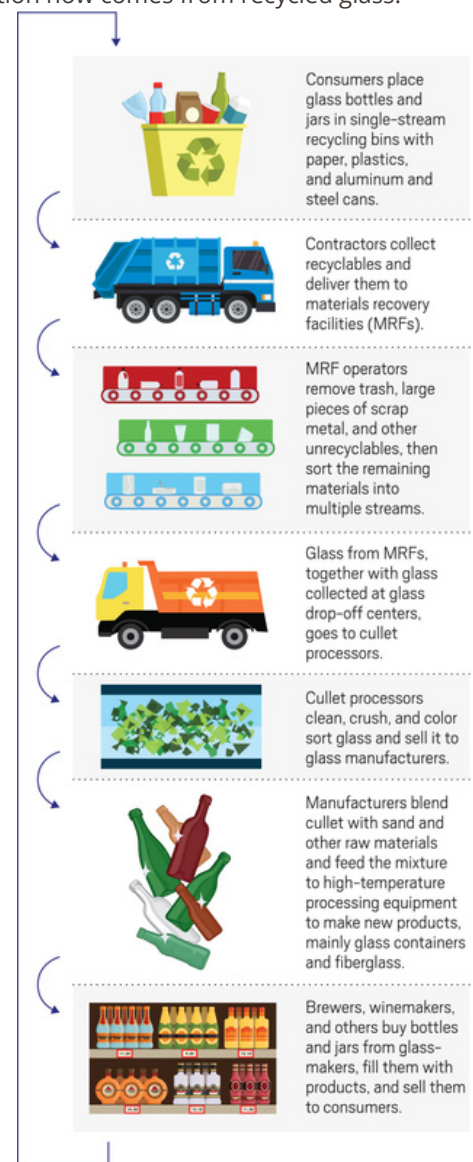 tion now comes from recycled glass.
Consumers place
glass bottles and
jars in single-stream
recycling bins with
paper, plastics,
and aluminum and
steel cans.
Contractors collect
recyclables and
deliver them to
materials recovery
facilities (MRFs).
MRF operators
remove trash, large
pieces of scrap
metal, and other
unrecyclables, then
sort the remaining
materials into
multiple streams.
Glass from MRFs,
together with glass
collected at glass
drop-off centers,
goes to cullet
processors.
Cullet processors
clean, crush, and color
sort glass and sell it to
glass manufacturers.
Manufacturers blend
cullet with sand and
other raw materials
and feed the mixture
to high-temperature
processing equipment
to make new products,
mainly glass containers
and fiberglass.
Brewers, winemakers,
and others buy bottles
and jars from glass-
makers, fill them with
products, and sell them
to consumers.